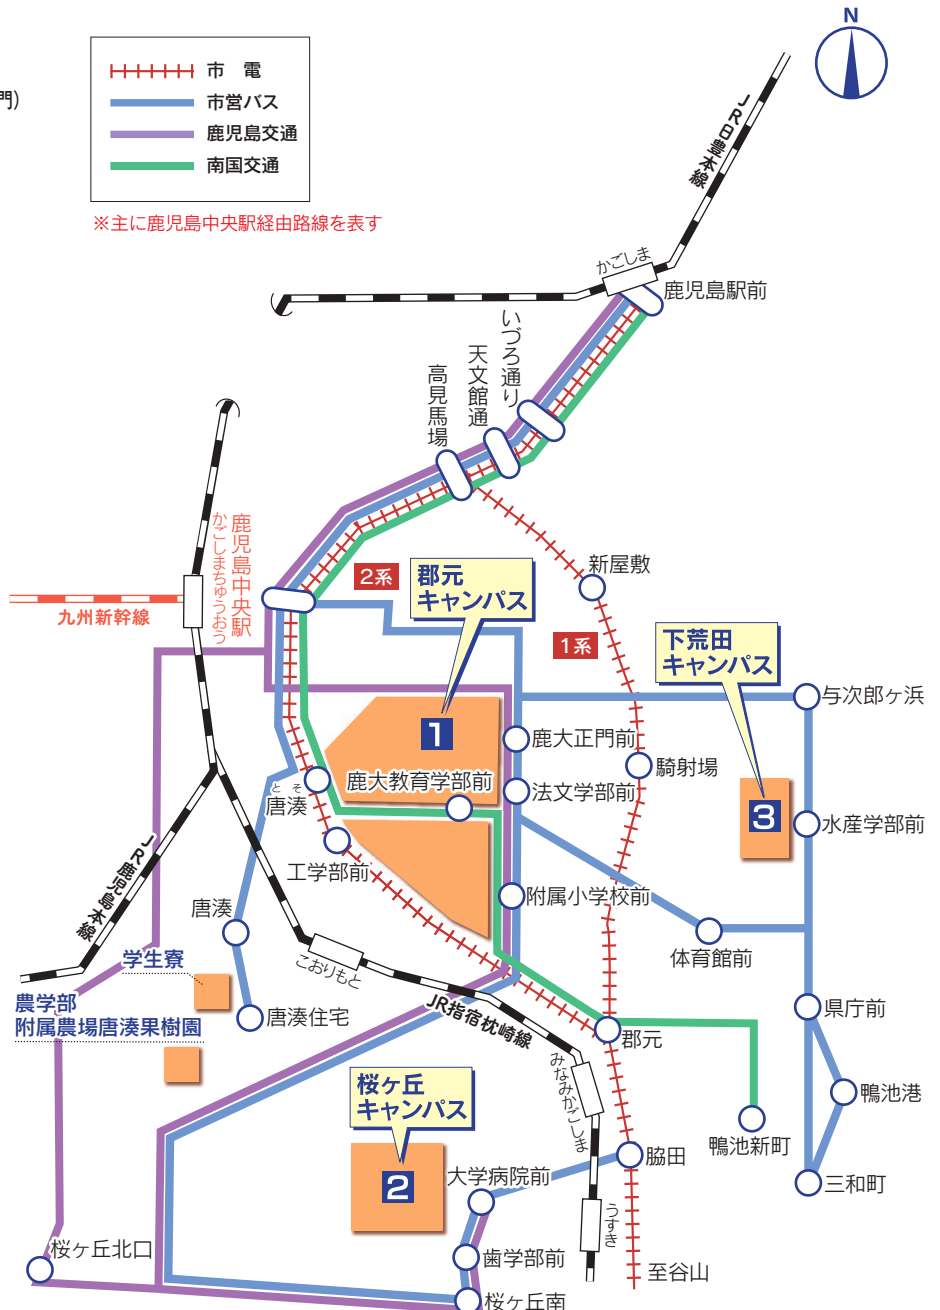 N
門)
市　電
市営バス
鹿児島交通
南国交通
※主に鹿児島中央駅経由路線を表す
JR日豊本線
かごしま
鹿児島駅前
いづろ通り
天文館通
高見馬場
鹿児島中央駅
かごしまちゅうおう
九州新幹線
2系
郡元
キャンパス
新屋敷
1系
下荒田
キャンパス
与次郎ヶ浜
1
鹿大正門前
騎射場
鹿大教育学部前
法文学部前
とそ
唐湊
3
水産学部前
工学部前
JR鹿児島本線
附属小学校前
唐湊
体育館前
こおりもと
学生寮
農学部
附属農場唐湊果樹園
唐湊住宅
JR指宿枕崎線
県庁前
郡元
みなみかごしま
桜ヶ丘
キャンパス
鴨池港
鴨池新町
脇田
2
大学病院前
三和町
うすき
桜ヶ丘北口
歯学部前
至谷山
桜ヶ丘南